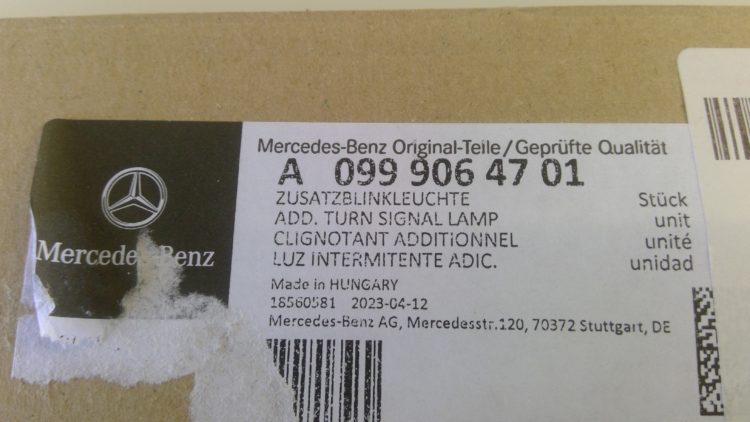 Mercedes-Benz
Mercedes-Benz Original-Teile/Geprüfte Qualität
A 099 906 47 01
ZUSATZBLINKLEUCHTE Stück
ADD. TURN SIGNAL LAMP unit
CLIGNOTANT ADDITIONNEL unité
LUZ INTERMITENTE ADIC. unidad
Made in HUNGARY
18560581 2023-04-12
Mercedes-Benz AG, Mercedesstr.120, 70372 Stuttgart, DE